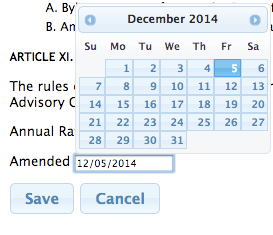 A. By
B. An
December 2014
Su Mo Tu We Th Fr Sa
1 2 3 4 5 6
7 8 9 10 11 12 13
14 15 16 17 18 19 20
21 22 23 24 25 26 27
28 29 30 31
ARTICLE XI.
The rules
Advisory C
Annual Ra
Amended 12/05/2014
Save Cancel